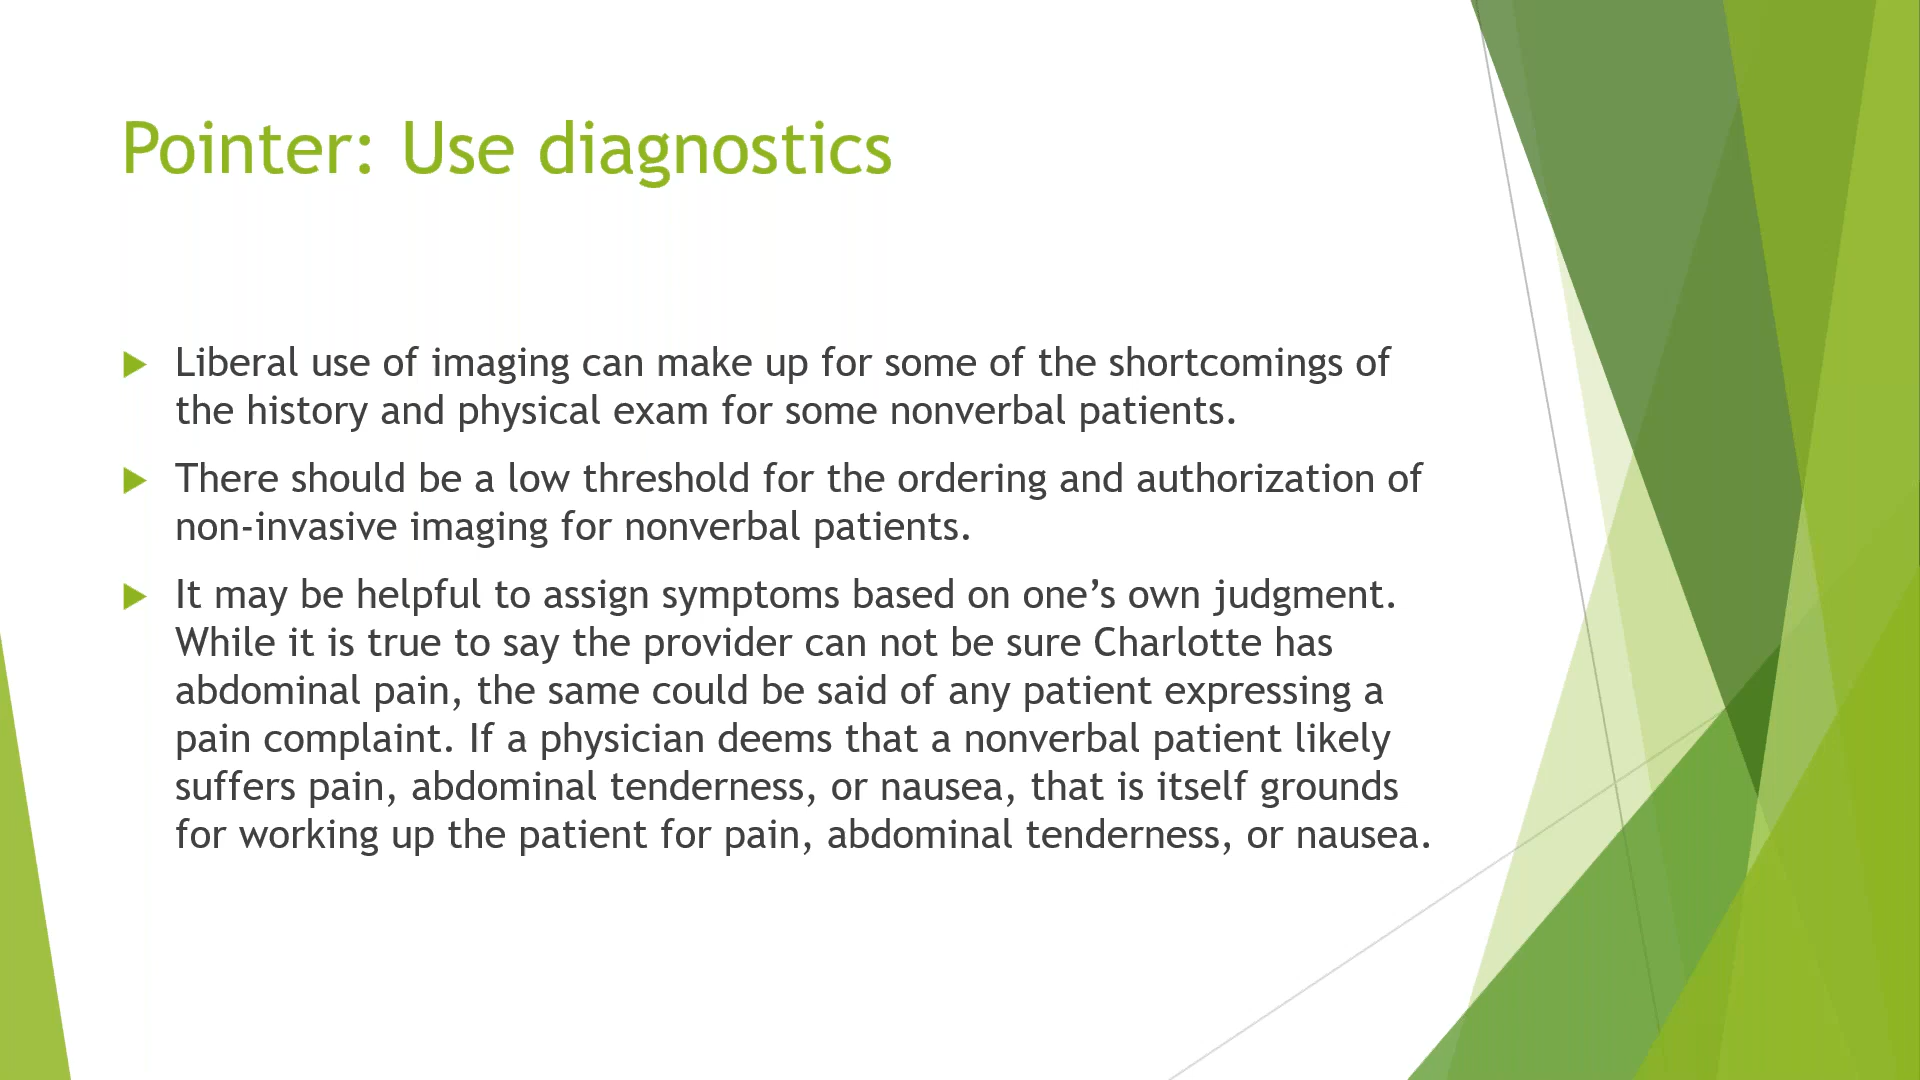 Pointer: Use diagnostics
Liberal use of imaging can make up for some of the shortcomings of
the history and physical exam for some nonverbal patients.
There should be a low threshold for the ordering and authorization of
non-invasive imaging for nonverbal patients.
It may be helpful to assign symptoms based on one’s own judgment.
While it is true to say the provider can not be sure Charlotte has
abdominal pain, the same could be said of any patient expressing a
pain complaint. If a physician deems that a nonverbal patient likely
suffers pain, abdominal tenderness, or nausea, that is itself grounds
for working up the patient for pain, abdominal tenderness, or nausea.